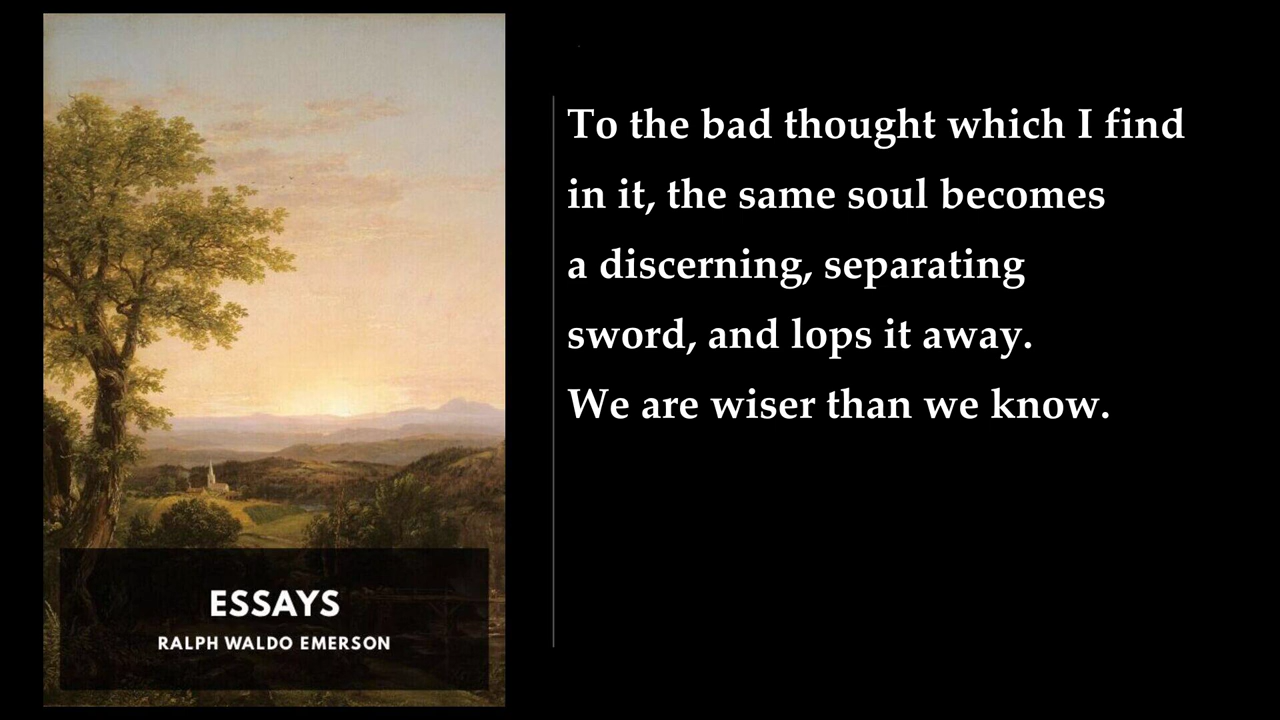 To the bad thought which I find
in it, the same soul becomes
a discerning, separating
sword, and lops it away.
We are wiser than we know.
ESSAYS
RALPH WALDO EMERSON